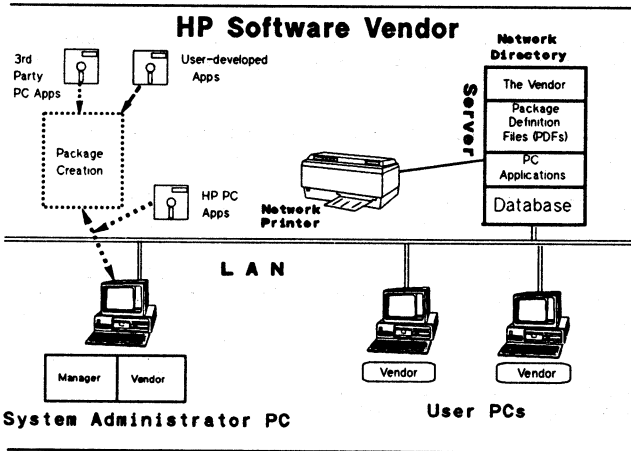 HP Software Vendor
3rd
Party
PC Apps
User-developed
Apps
Package
Creation
HP PC
Apps
Network
Printer
Network
Directory
Server
The Vendor
Package
Definition
Files (PDFs)
PC
Applications
Database
L A N
Manager
Vendor
System Administrator PC
Vendor
Vendor
User PCs